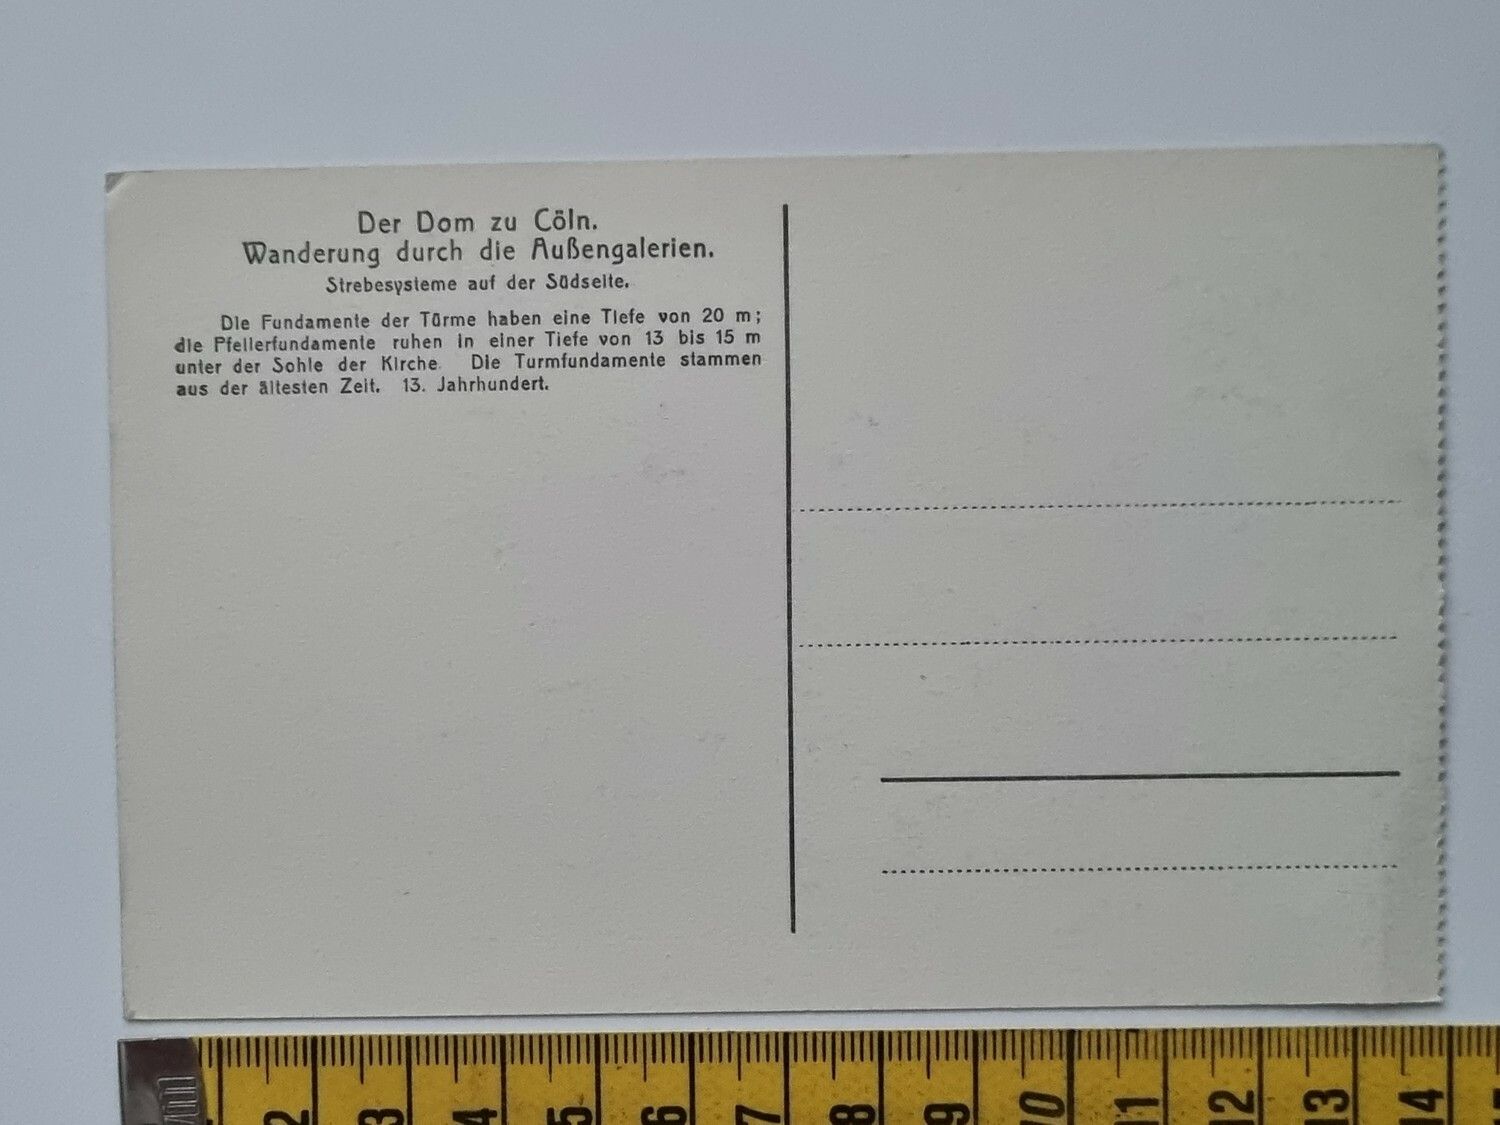 Der Dom zu Cöln.
Wanderung durch die Außengalerien.
Strebesysteme auf der Südseite.
Die Fundamente der Türme haben eine Tiefe von 20 m;
die Pfeilerfundamente ruhen in einer Tiefe von 13 bis 15 m
unter der Sohle der Kirche. Die Turmfundamente stammen
aus der ältesten Zeit. 13. Jahrhundert.
2 3 4 5 6 7 8 9 10 11 12 13 14